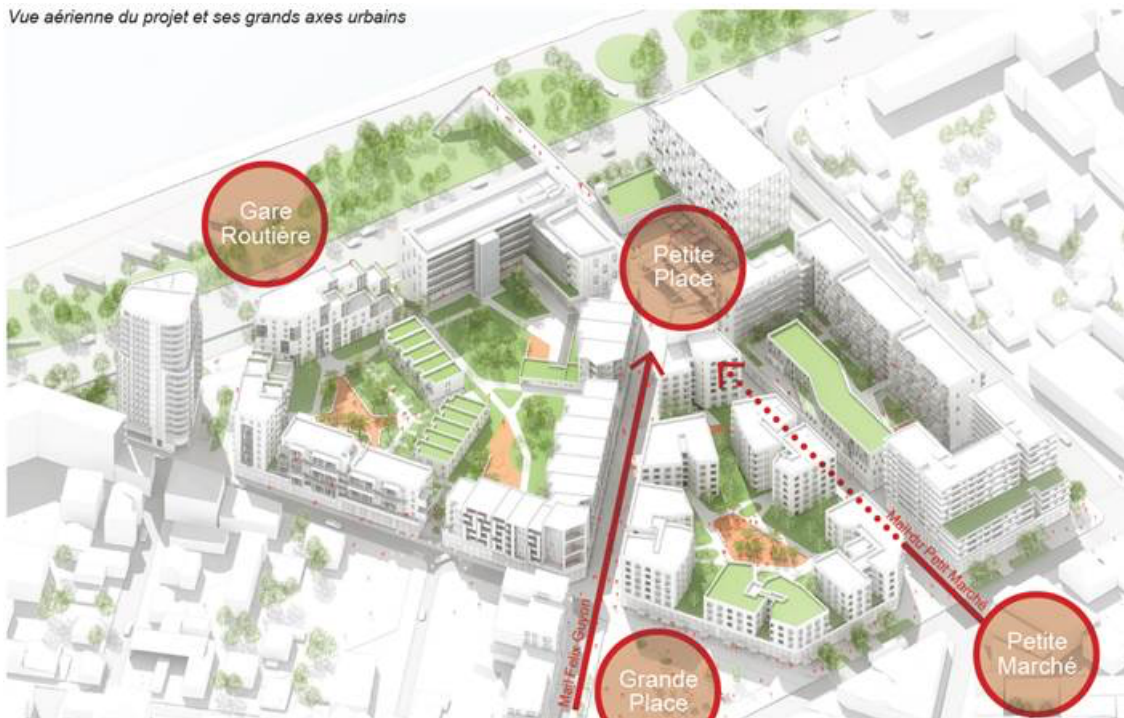 Vue aérienne du projet et ses grands axes urbains
Gare
Routière
Petite
Place
Mail du Petit Marché
Mail Felix Guyon
Petite
Marché
Grande
Place